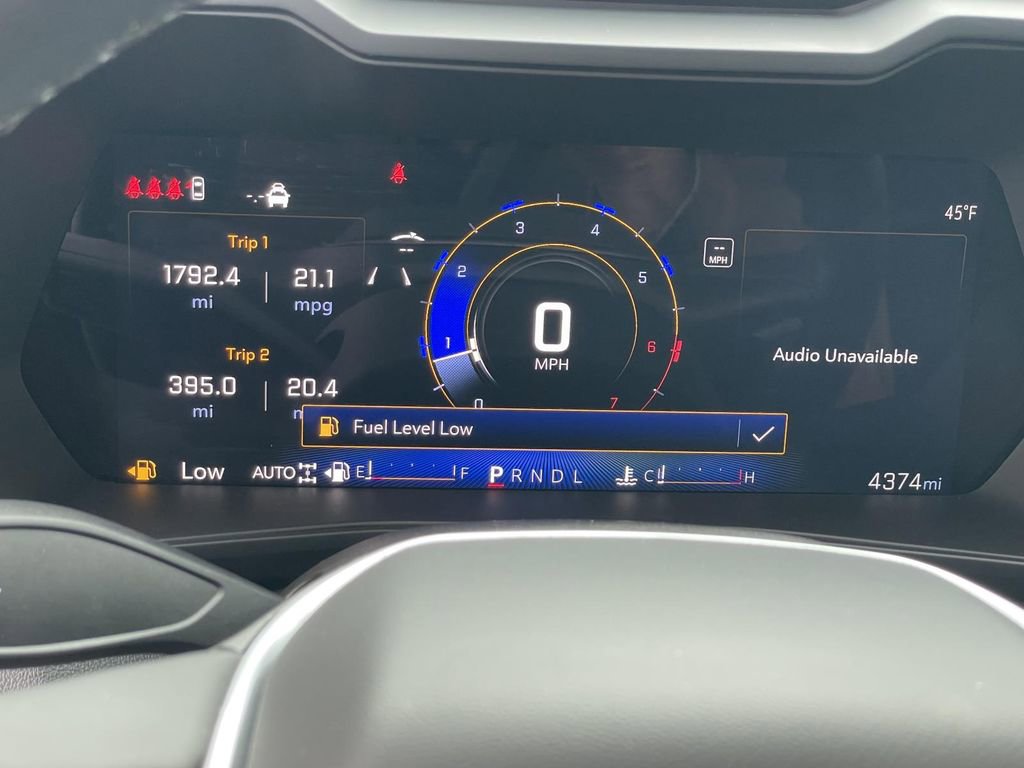 45°F
Trip 1
1792.4 mi
21.1 mpg
-- MPH
Trip 2
395.0 mi
20.4
0 1 2 3 4 5 6 7
0
MPH
Audio Unavailable
Fuel Level Low
Low
AUTO
E F
P R N D L
C H
4374mi